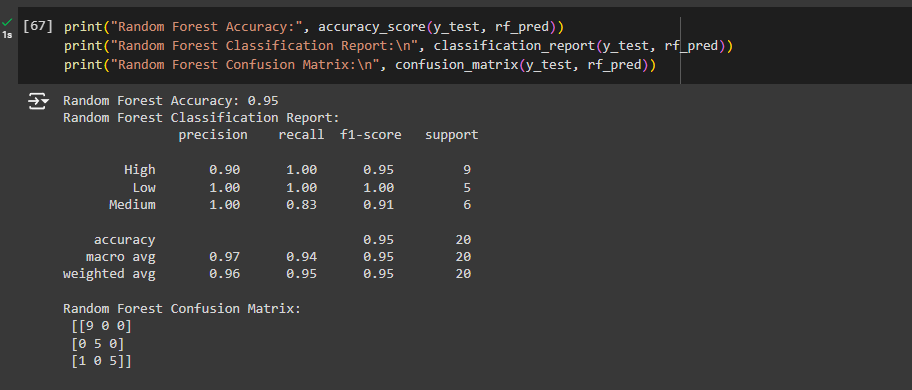 [67] print("Random Forest Accuracy:", accuracy_score(y_test, rf_pred))
print("Random Forest Classification Report:\n", classification_report(y_test, rf_pred))
print("Random Forest Confusion Matrix:\n", confusion_matrix(y_test, rf_pred))
1s
Random Forest Accuracy: 0.95
Random Forest Classification Report:
precision recall f1-score support
High 0.90 1.00 0.95 9
Low 1.00 1.00 1.00 5
Medium 1.00 0.83 0.91 6
accuracy 0.95 20
macro avg 0.97 0.94 0.95 20
weighted avg 0.96 0.95 0.95 20
Random Forest Confusion Matrix:
[[9 0 0]
[0 5 0]
[1 0 5]]